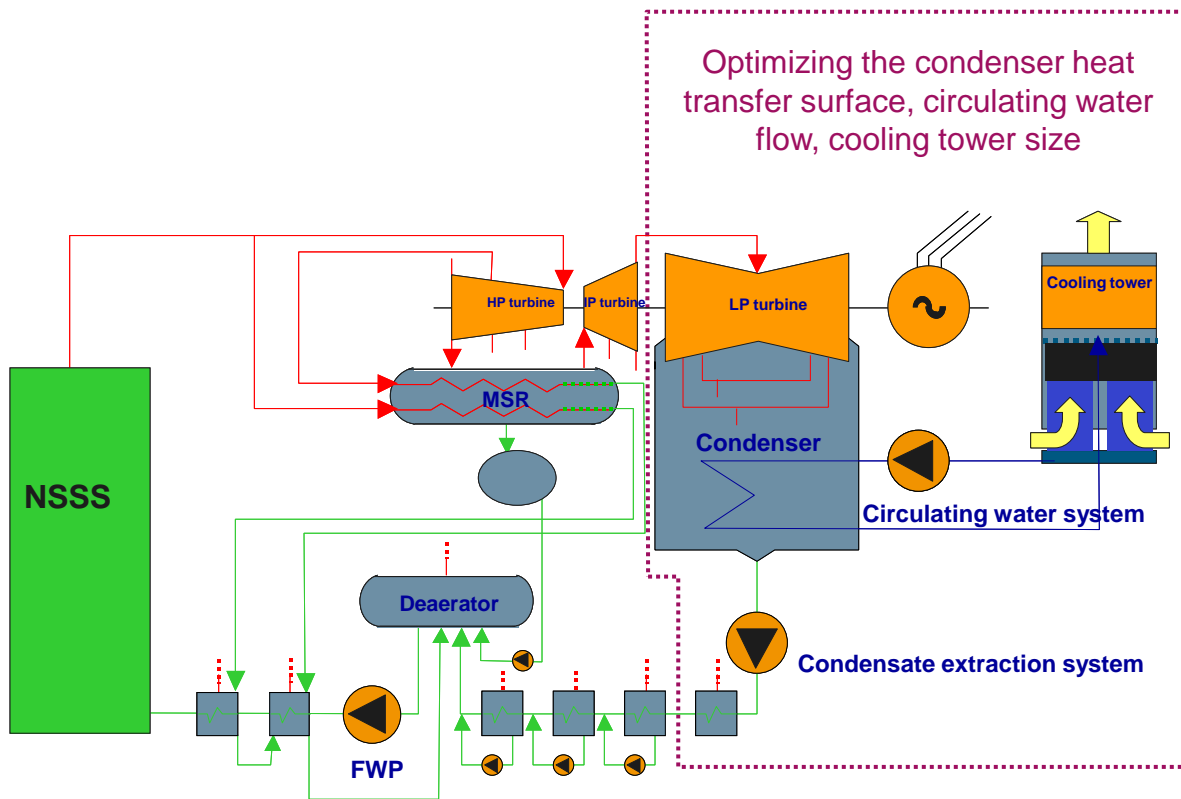 Optimizing the condenser heat
transfer surface, circulating water
flow, cooling tower size
HP turbine
IP turbine
LP turbine
Cooling tower
MSR
Condenser
NSSS
Circulating water system
Deaerator
Condensate extraction system
FWP